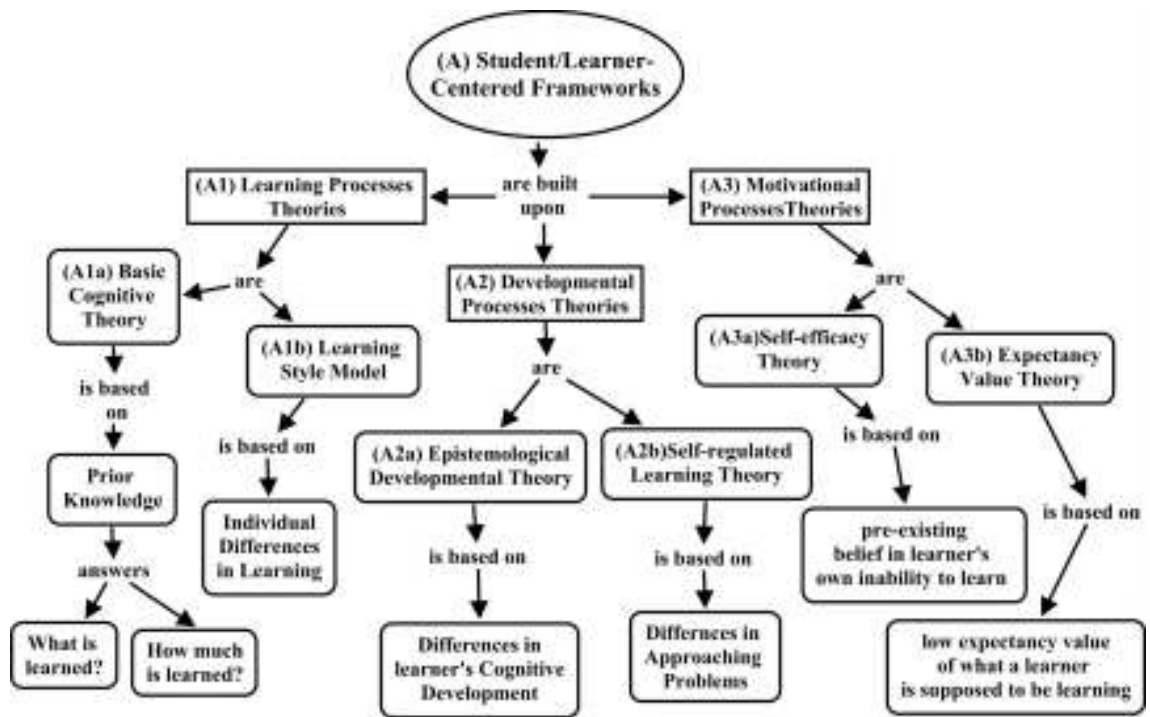 (A) Student/Learner-
Centered Frameworks
(A1) Learning Processes
Theories
are built
upon
(A3) Motivational
ProcessesTheories
(A1a) Basic
Cognitive
Theory
are
(A2) Developmental
Processes Theories
are
(A1b) Learning
Style Model
(A3a)Self-efficacy
Theory
(A3b) Expectancy
Value Theory
is based
on
are
is based on
(A2a) Epistemological
Developmental Theory
(A2b)Self-regulated
Learning Theory
is based on
Prior
Knowledge
Individual
Differences
in Learning
is based on
is based on
pre-existing
belief in learner's
own inability to learn
is based on
answers
What is
learned?
How much
is learned?
Differences in
learner's Cognitive
Development
Differnces in
Approaching
Problems
low expectancy value
of what a learner
is supposed to be learning